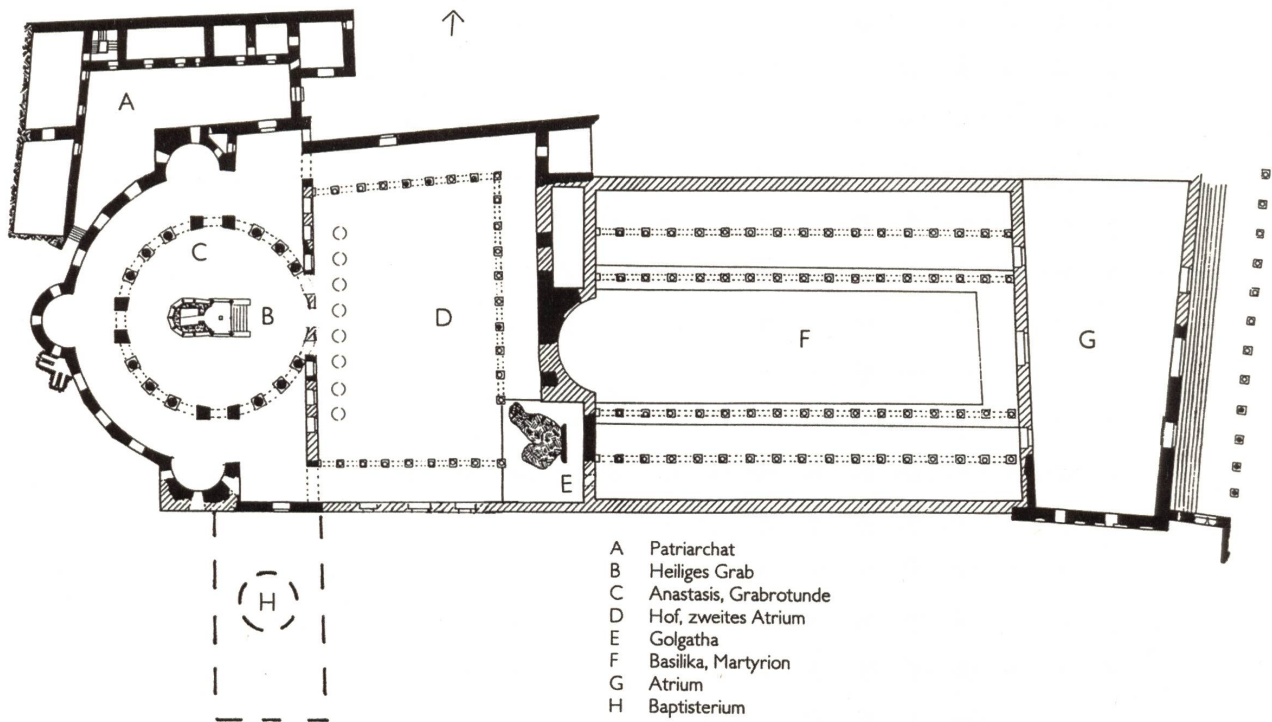 A
C
B
D
F
G
E
H
A Patriarchat
B Heiliges Grab
C Anastasis, Grabrotunde
D Hof, zweites Atrium
E Golgatha
F Basilika, Martyrion
G Atrium
H Baptisterium